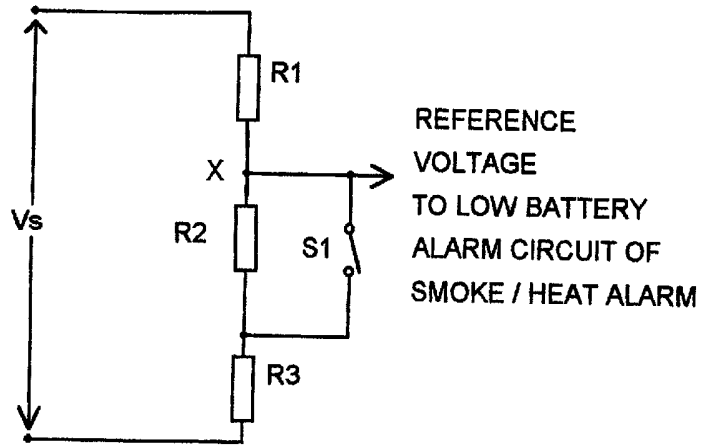 R1
X
REFERENCE
VOLTAGE
TO LOW BATTERY
ALARM CIRCUIT OF
SMOKE / HEAT ALARM
Vs
R2
S1
R3